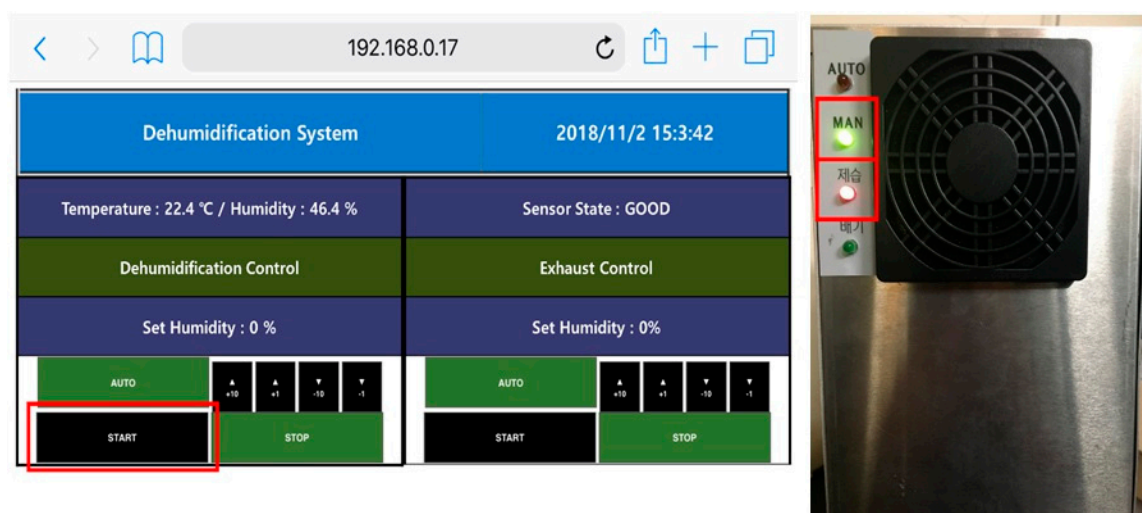 192.168.0.17
Dehumidification System
2018/11/2 15:3:42
Temperature : 22.4 ℃ / Humidity : 46.4 %
Sensor State : GOOD
Dehumidification Control
Exhaust Control
Set Humidity : 0 %
Set Humidity : 0%
AUTO
▲ +10
▲ +1
▼ -10
▼ -1
START
STOP
AUTO
▲ +10
▲ +1
▼ -10
▼ -1
START
STOP
AUTO
MAN
제습
배기